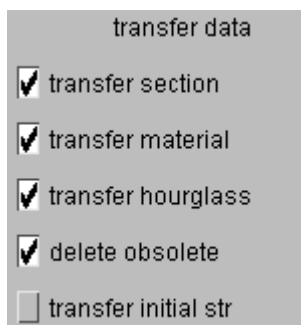 transfer data
transfer section
transfer material
transfer hourglass
delete obsolete
transfer initial str